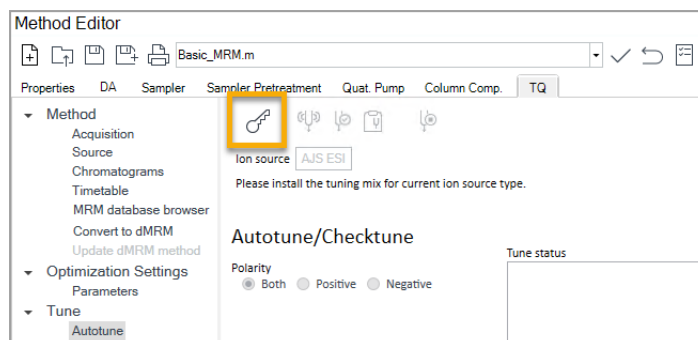 Method Editor
Basic_MRM.m
Properties DA Sampler Sampler Pretreatment Quat. Pump Column Comp. TQ
Method
Acquisition
Source
Chromatograms
Timetable
MRM database browser
Convert to dMRM
Update dMRM method
Optimization Settings
Parameters
Tune
Autotune
Ion source AJS ESI
Please install the tuning mix for current ion source type.
Autotune/Checktune
Polarity
Both Positive Negative
Tune status